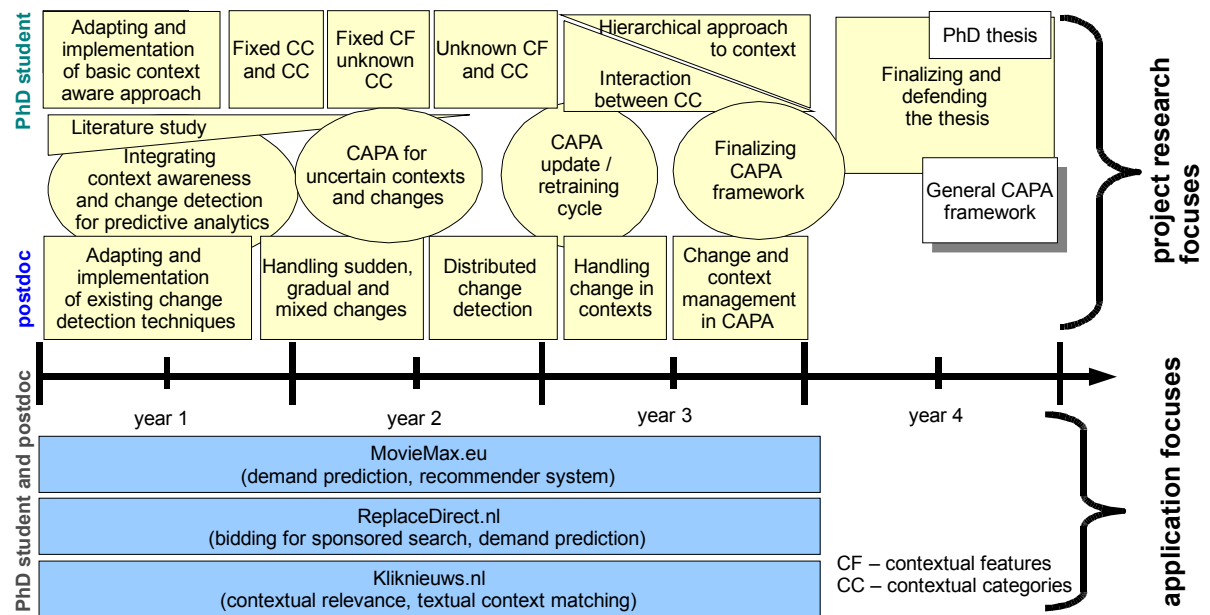 PhD student
Adapting and
implementation
of basic context
aware approach
Fixed CC
and CC
Fixed CF
unknown
CC
Unknown CF
and CC
Hierarchical approach
to context
Interaction
between CC
PhD thesis
Finalizing and
defending
the thesis
Literature study
Integrating
context awareness
and change detection
for predictive analytics
CAPA for
uncertain contexts
and changes
CAPA
update /
retraining
cycle
Finalizing
CAPA
framework
General CAPA
framework
project research
focuses
postdoc
Adapting and
implementation
of existing change
detection techniques
Handling sudden,
gradual and
mixed changes
Distributed
change
detection
Handling
change in
contexts
Change and
context
management
in CAPA
year 1
year 2
year 3
year 4
PhD student and postdoc
MovieMax.eu
(demand prediction, recommender system)
ReplaceDirect.nl
(bidding for sponsored search, demand prediction)
Kliknieuws.nl
(contextual relevance, textual context matching)
CF – contextual features
CC – contextual categories
application focuses